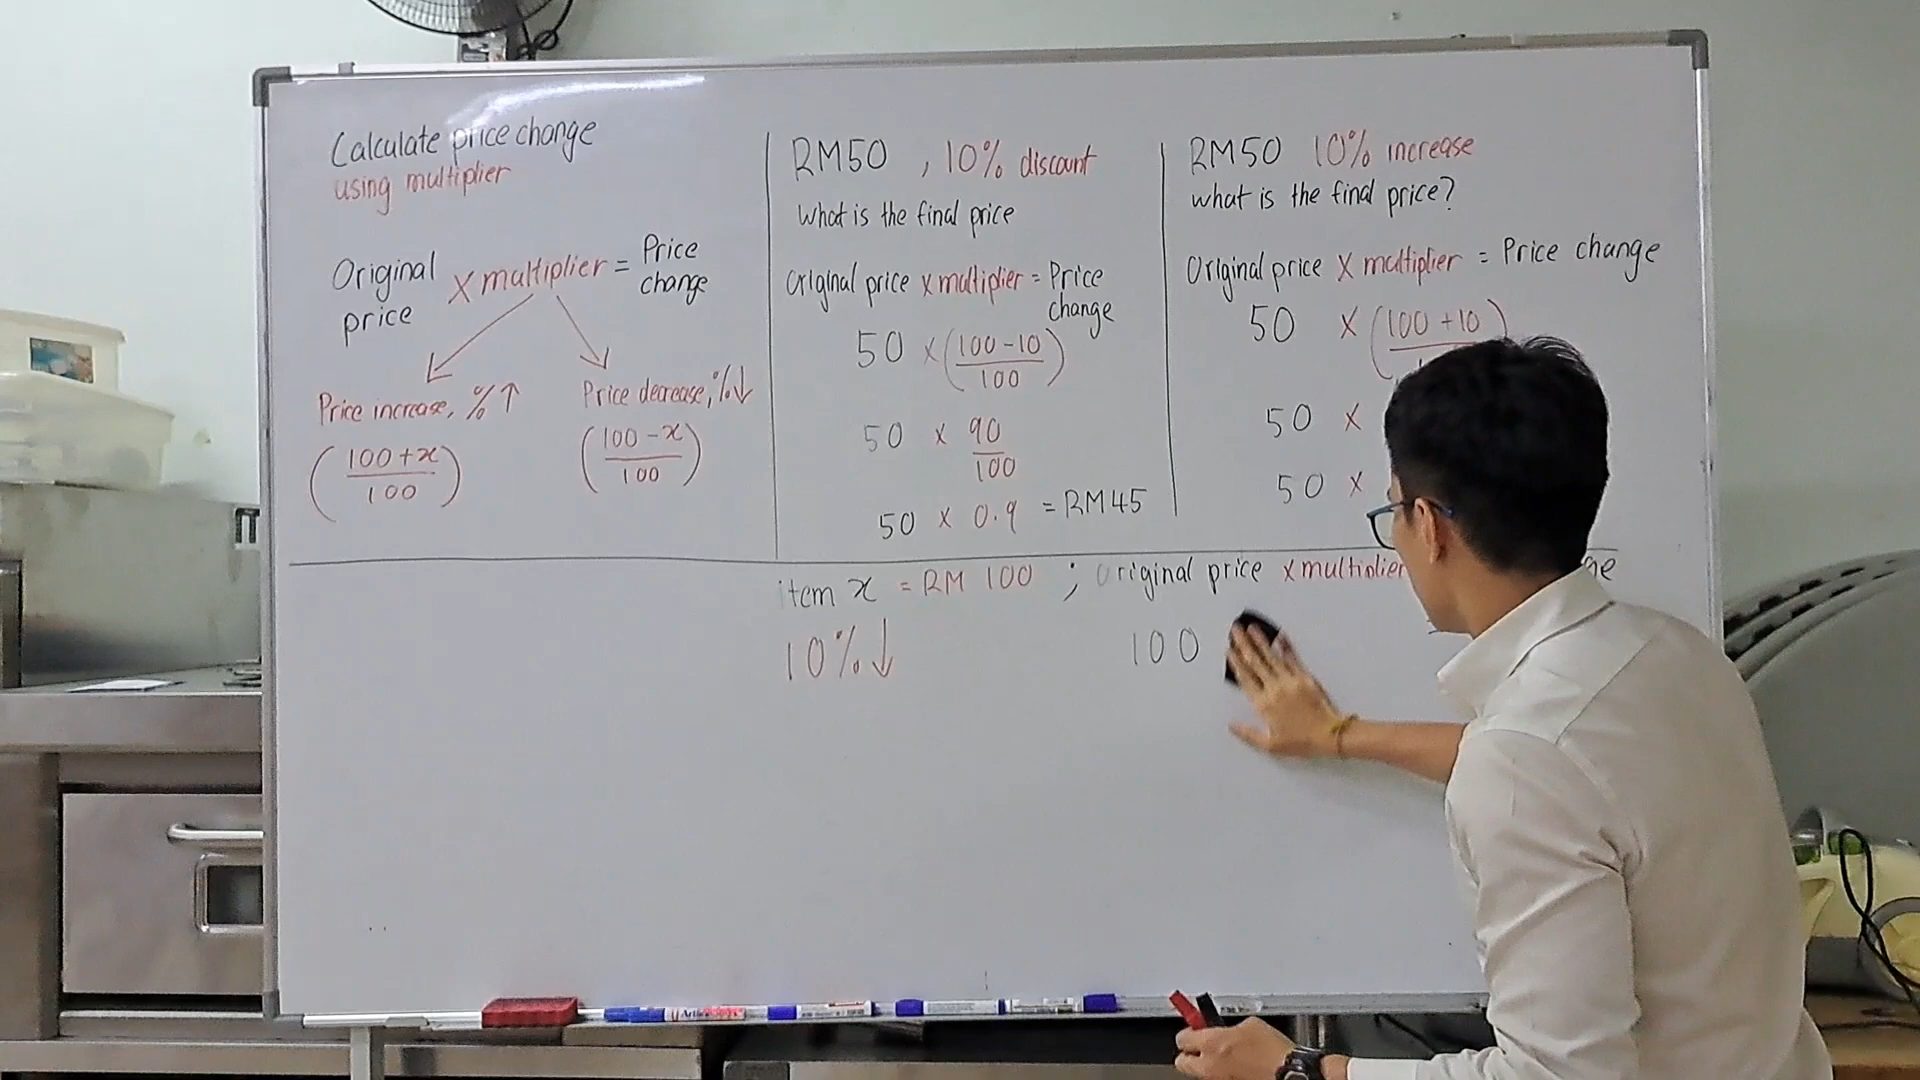 Calculate price change
using multiplier
Original price × multiplier = Price change
Price increase, %↑
(100 + x / 100)
Price decrease, %↓
(100 - x / 100)
RM50 , 10% discount
What is the final price
Original price × multiplier = Price change
50 × (100 - 10 / 100)
50 × 90 / 100
50 × 0.9 = RM45
RM50 10% increase
what is the final price?
Original price × multiplier = Price change
50 × (100 + 10
50 ×
50 ×
item x = RM 100 ; original price × multiplier
10%↓
100